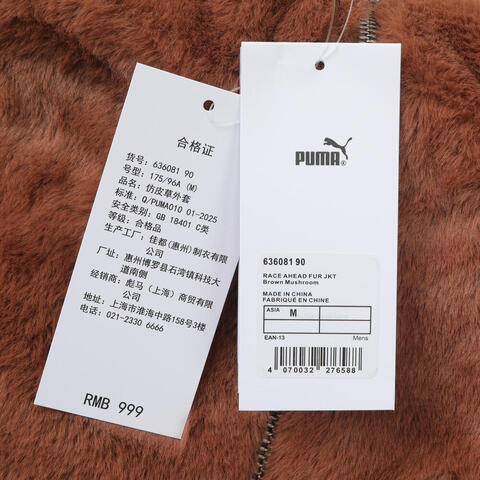 合格证
货号: 636081 90
号型: 175/96A (M)
品名: 仿皮草外套
标准: Q/PUMA010 01-2025
安全类别: GB 18401 C类
等级: 合格品
生产商: 佳都(惠州)制衣有限
公司
厂址: 惠州博罗县石湾镇科技大
道南侧
经销商: 彪马(上海)商贸有限
公司
地址: 上海市淮海中路158号3楼
电话: 021-2330 6666
RMB 999
PUMA®
636081 90
RACE AHEAD FUR JKT
Brown Mushroom
MADE IN CHINA
FABRIQUÉ EN CHINE
ASIA M
EAN-13 Mens
4 070032 276588